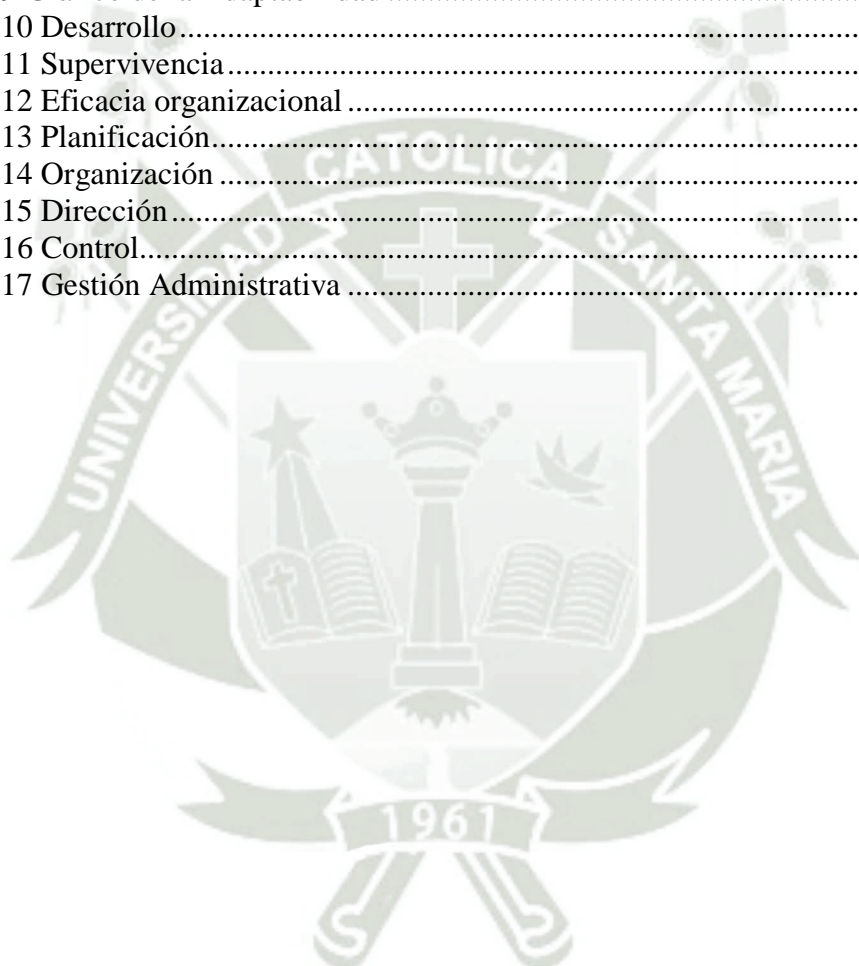 10 Desarrollo
11 Supervivencia
12 Eficacia organizacional
13 Planificación
14 Organización
15 Dirección
16 Control
17 Gestión Administrativa
UNIVERSIDAD CATOLICA SANTA MARIA
1961